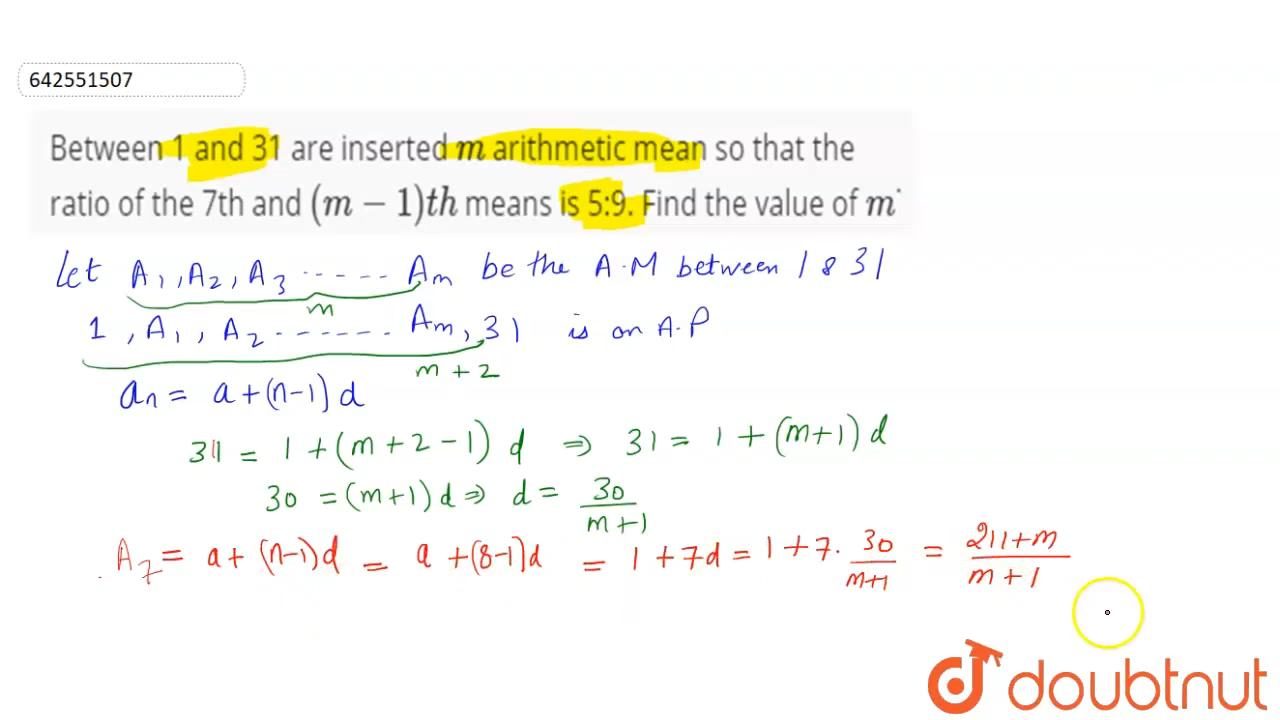 642551507
Between 1 and 31 are inserted m arithmetic mean so that the
ratio of the 7th and (m − 1)th means is 5:9. Find the value of m˙
Let A₁, A₂, A₃ ------ Aₘ be the A.M between 1 & 31
m
1, A₁, A₂ ------- Aₘ, 31 is an A.P
m + 2
aₙ = a + (n-1) d
31 = 1 + (m + 2 - 1) d ⇒ 31 = 1 + (m+1) d
30 = (m+1) d ⇒ d = 30/(m+1)
A₇ = a + (n-1)d = a + (8-1)d = 1 + 7d = 1 + 7 · 30/(m+1) = (211+m)/(m+1)
doubtnut